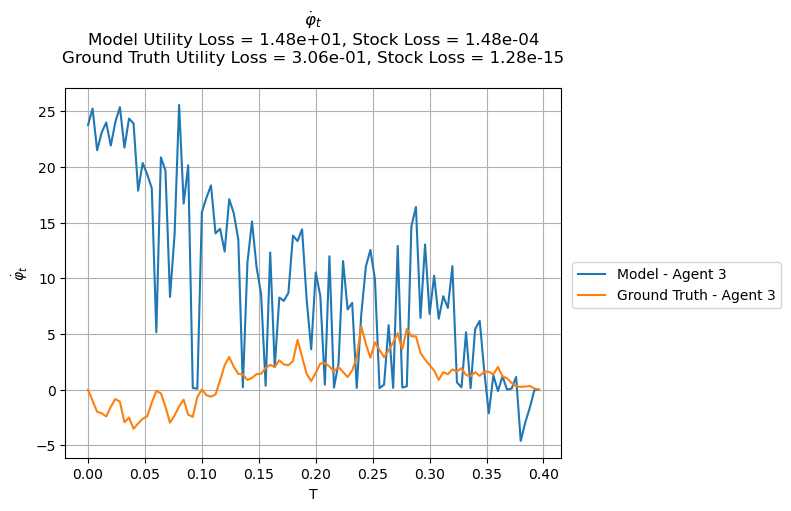 φ̇ₜ
Model Utility Loss = 1.48e+01, Stock Loss = 1.48e-04
Ground Truth Utility Loss = 3.06e-01, Stock Loss = 1.28e-15
φ̇ₜ
25
20
15
10
5
0
−5
0.00 0.05 0.10 0.15 0.20 0.25 0.30 0.35 0.40
T
Model - Agent 3
Ground Truth - Agent 3